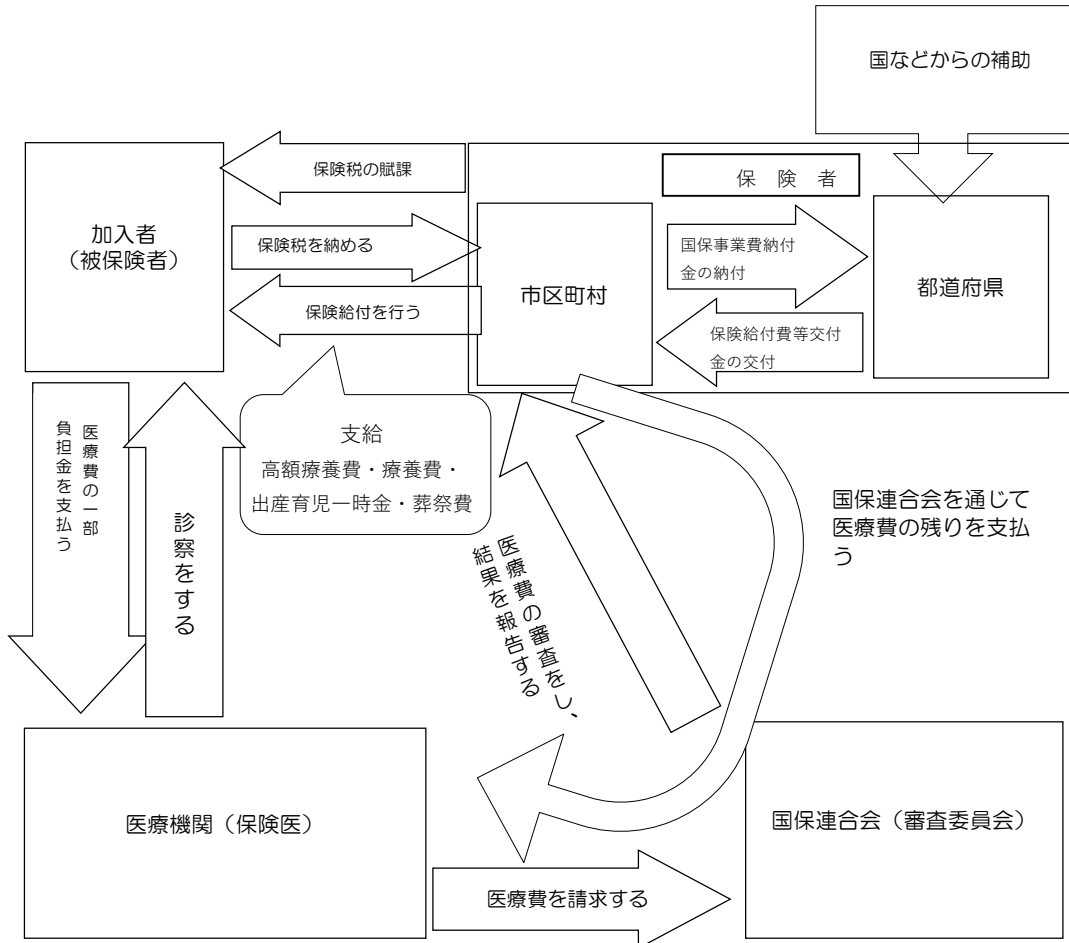 国などからの補助
保険税の賦課
保　険　者
加入者
（被保険者）
保険税を納める
国保事業費納付
金の納付
市区町村
都道府県
保険給付を行う
保険給付費等交付
金の交付
支給
高額療養費・療養費・
出産育児一時金・葬祭費
医療費の一部
負担金を支払う
診察をする
国保連合会を通じて
医療費の残りを支払
う
医療費の審査をし、
結果を報告する
医療機関（保険医）
国保連合会（審査委員会）
医療費を請求する